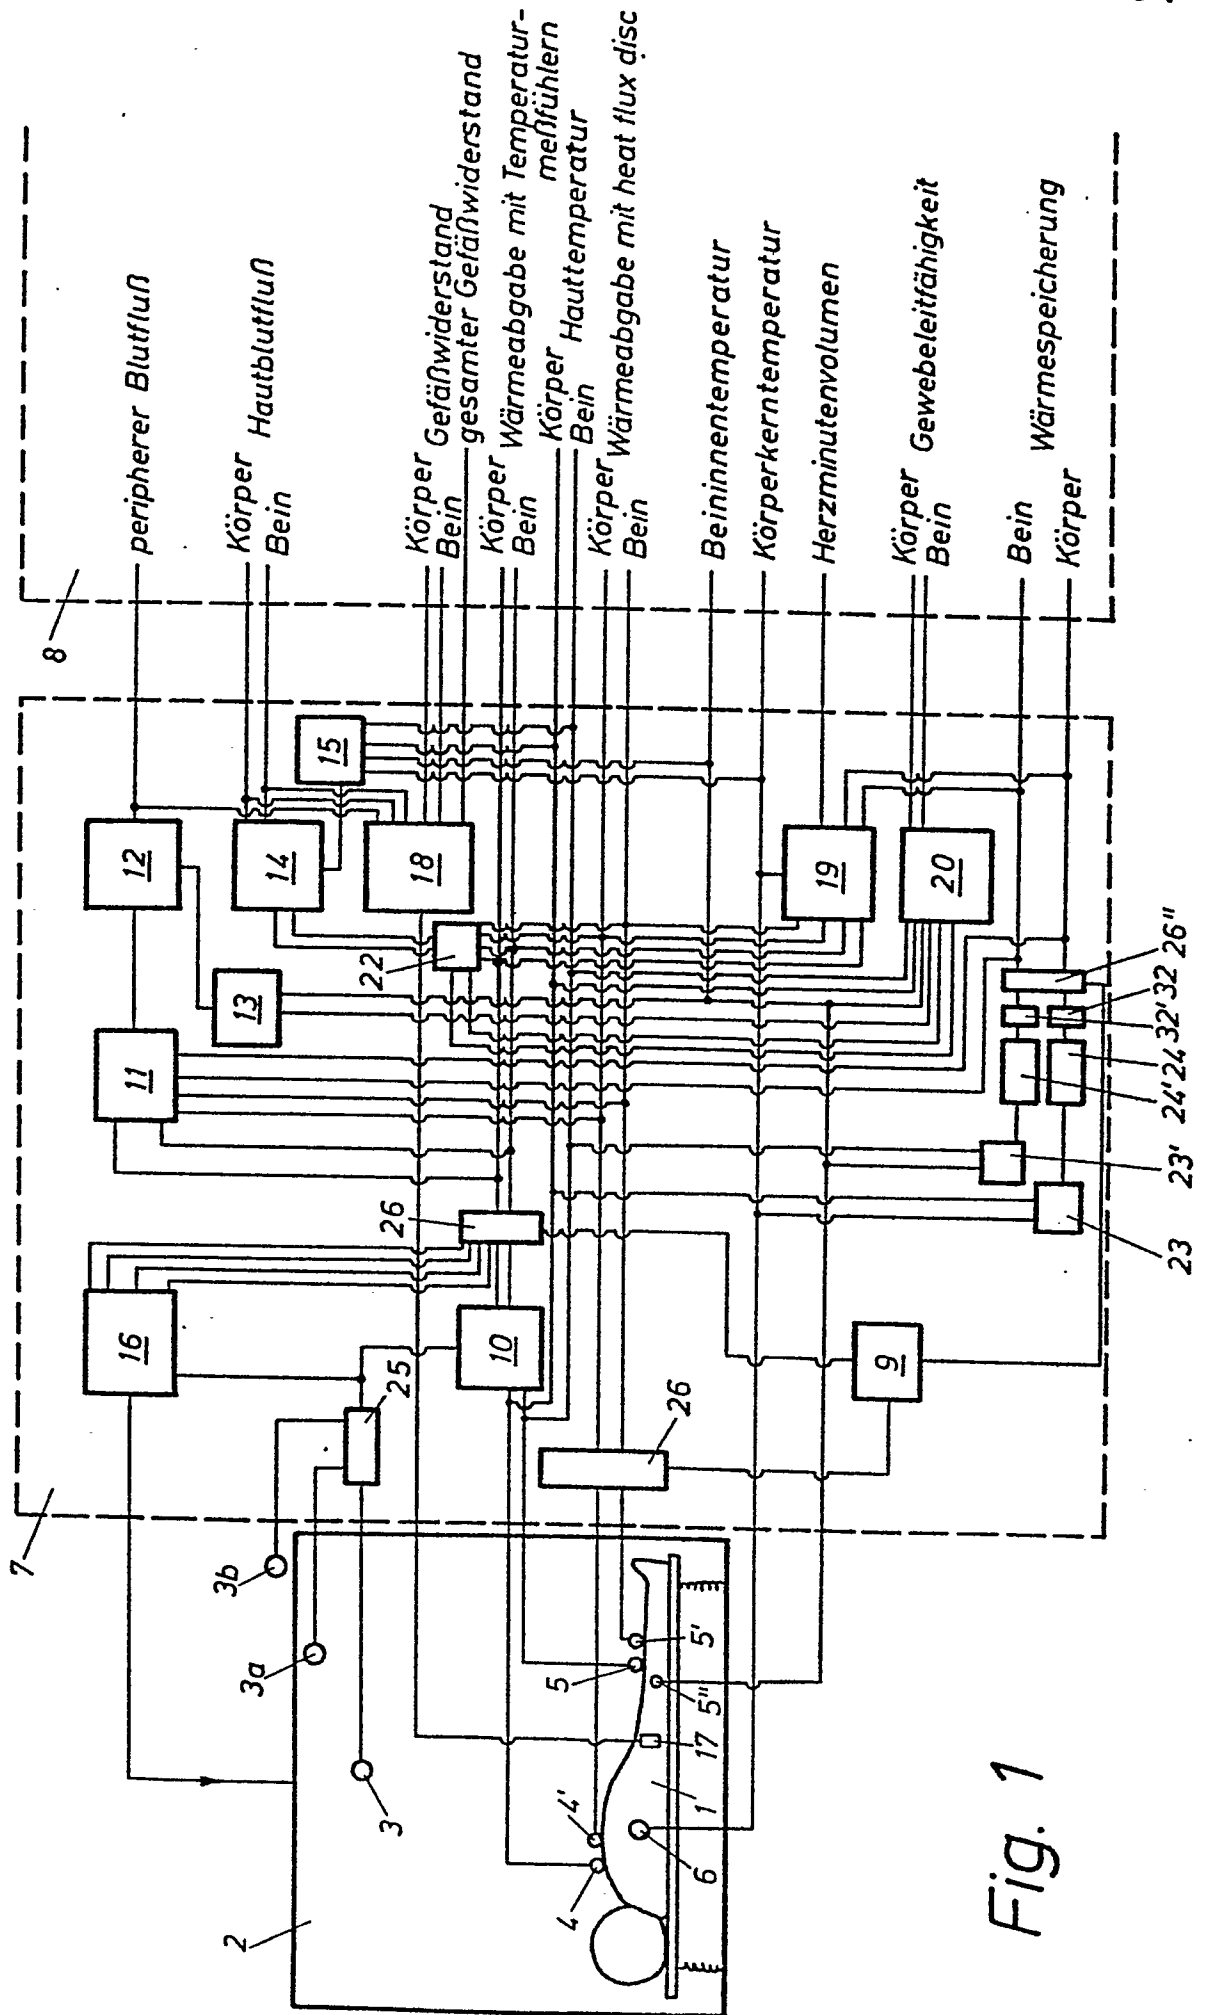 8
peripherer Blutfluß
Körper
Bein
Hautblutfluß
Körper
Bein
Gefäßwiderstand
gesamter Gefäßwiderstand
Körper
Bein
Wärmeabgabe mit Temperatur-
meßfühlern
Körper
Bein
Hauttemperatur
Körper
Bein
Wärmeabgabe mit heat flux disc
Beininnentemperatur
Körperkerntemperatur
Herzminutenvolumen
Körper
Bein
Gewebeleitfähigkeit
Bein
Körper
Wärmespeicherung
7
12
14
15
18
13
11
22
19
20
16
26
10
25
26
9
26"
32' 32
24' 24
23'
23
3b
3a
3
2
4
4'
5
5'
5"
17
1
6
Fig. 1